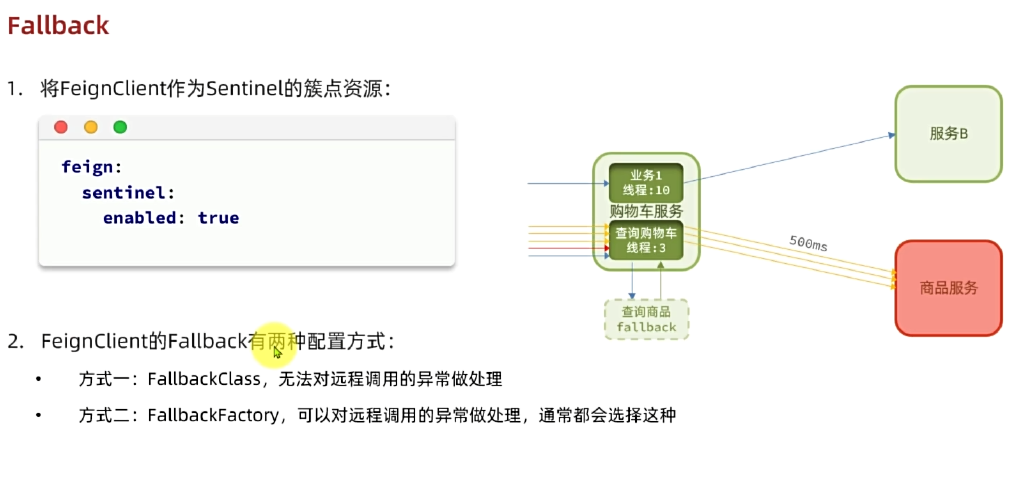 Fallback
1. 将FeignClient作为Sentinel的簇点资源：
feign:
sentinel:
enabled: true
业务1
线程:10
购物车服务
查询购物车
线程:3
查询商品
fallback
500ms
服务B
商品服务
2. FeignClient的Fallback有两种配置方式：
• 方式一：FallbackClass，无法对远程调用的异常做处理
• 方式二：FallbackFactory，可以对远程调用的异常做处理，通常都会选择这种